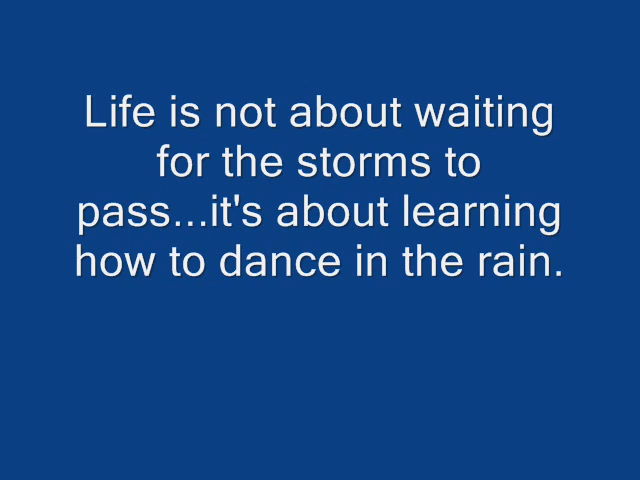 Life is not about waiting
for the storms to
pass...it's about learning
how to dance in the rain.